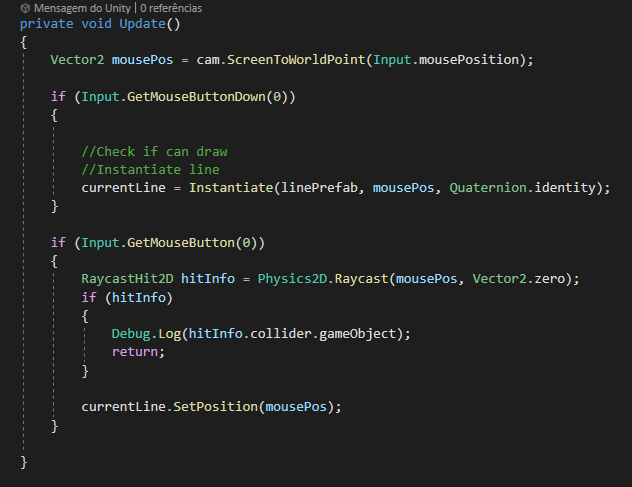 Mensagem do Unity | 0 referências
private void Update()
{
Vector2 mousePos = cam.ScreenToWorldPoint(Input.mousePosition);
if (Input.GetMouseButtonDown(0))
{
//Check if can draw
//Instantiate line
currentLine = Instantiate(linePrefab, mousePos, Quaternion.identity);
}
if (Input.GetMouseButton(0))
{
RaycastHit2D hitInfo = Physics2D.Raycast(mousePos, Vector2.zero);
if (hitInfo)
{
Debug.Log(hitInfo.collider.gameObject);
return;
}
currentLine.SetPosition(mousePos);
}
}